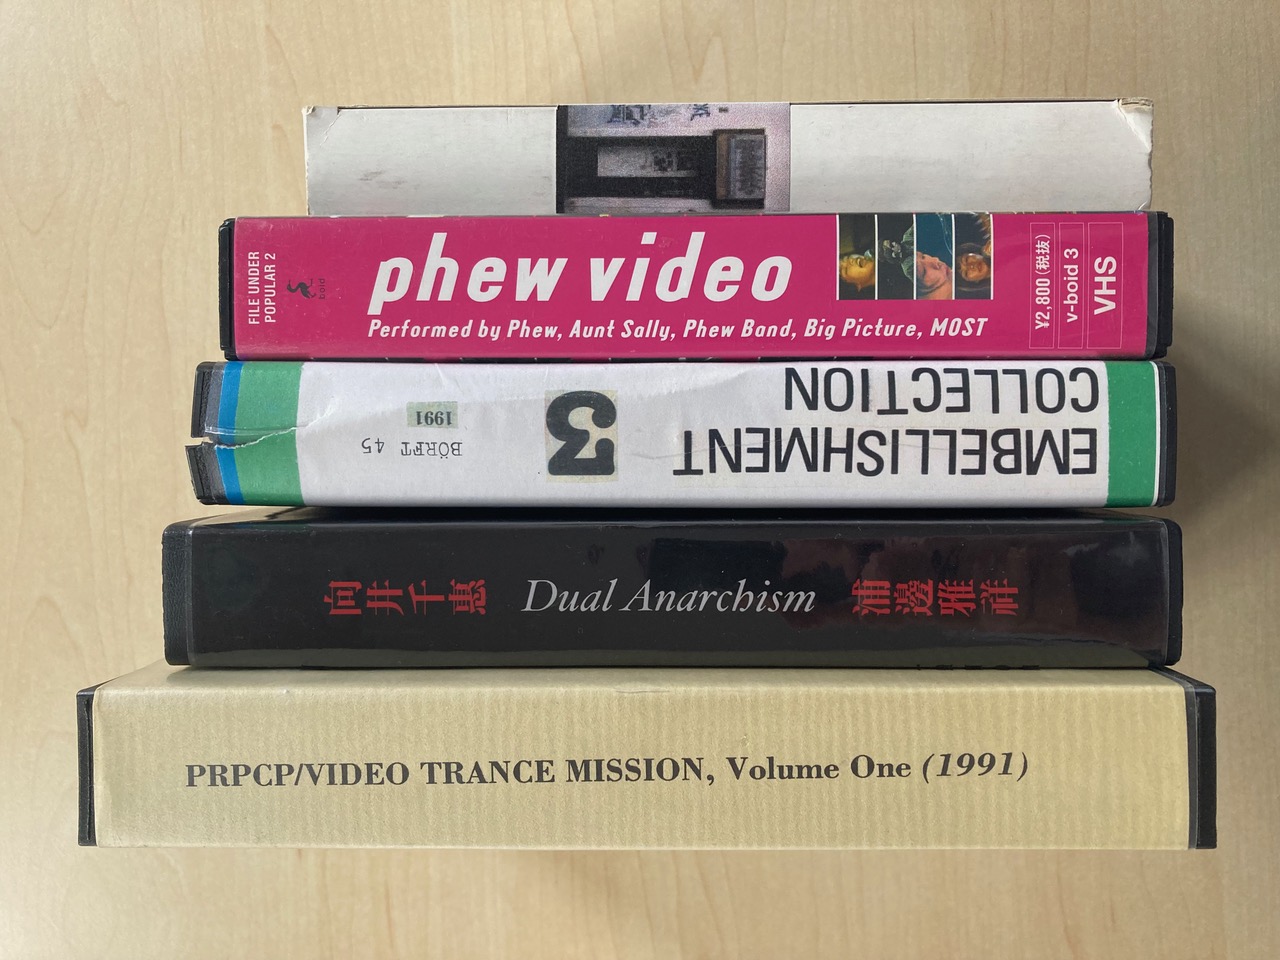 FILE UNDER
POPULAR 2
boid
phew video
Performed by Phew, Aunt Sally, Phew Band, Big Picture, MOST
¥2,800 (税抜)
v-boid 3
VHS
EMBELLISHMENT
COLLECTION
3
1991
BÖRFT 45
向井千惠 Dual Anarchism 浦邊雅祥
PRPCP/VIDEO TRANCE MISSION, Volume One (1991)